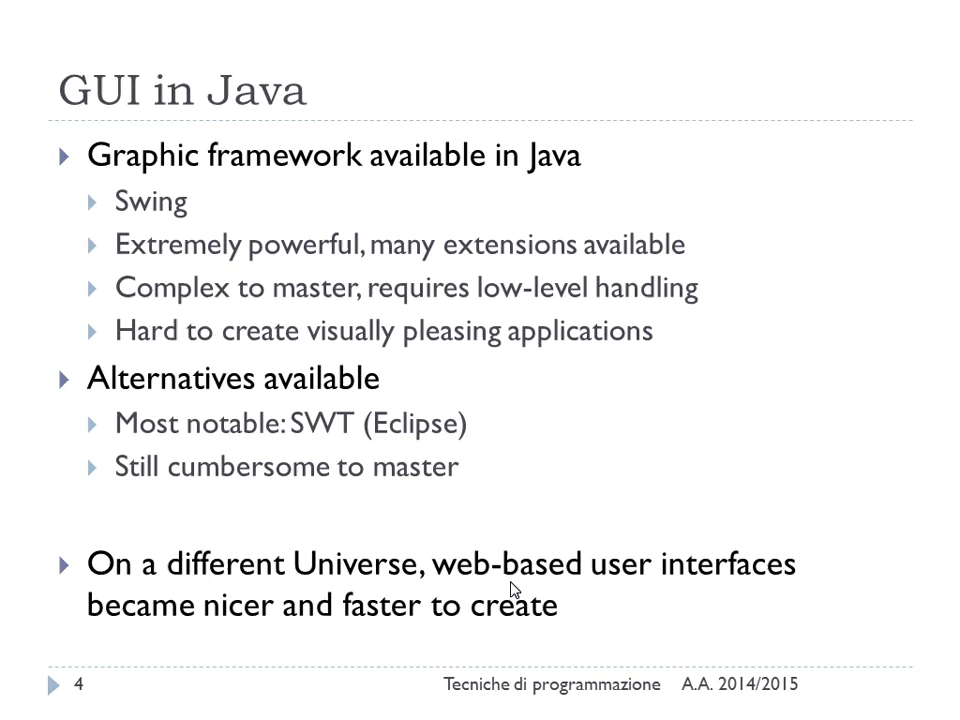 GUI in Java
Graphic framework available in Java
Swing
Extremely powerful, many extensions available
Complex to master, requires low-level handling
Hard to create visually pleasing applications
Alternatives available
Most notable: SWT (Eclipse)
Still cumbersome to master
On a different Universe, web-based user interfaces
became nicer and faster to create
4 Tecniche di programmazione A.A. 2014/2015